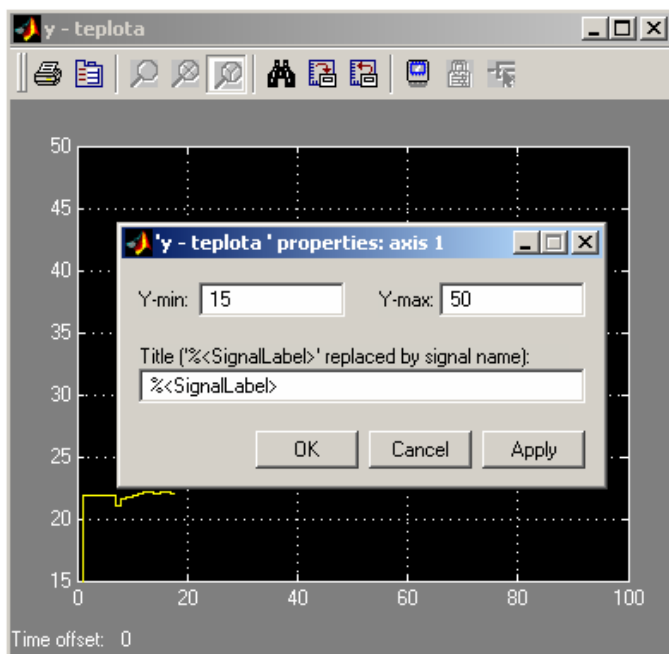 y - teplota
50
45
40
35
30
25
20
15
0 20 40 60 80 100
Time offset: 0
'y - teplota ' properties: axis 1
Y-min: 15 Y-max: 50
Title ('%<SignalLabel>' replaced by signal name):
%<SignalLabel>
OK Cancel Apply